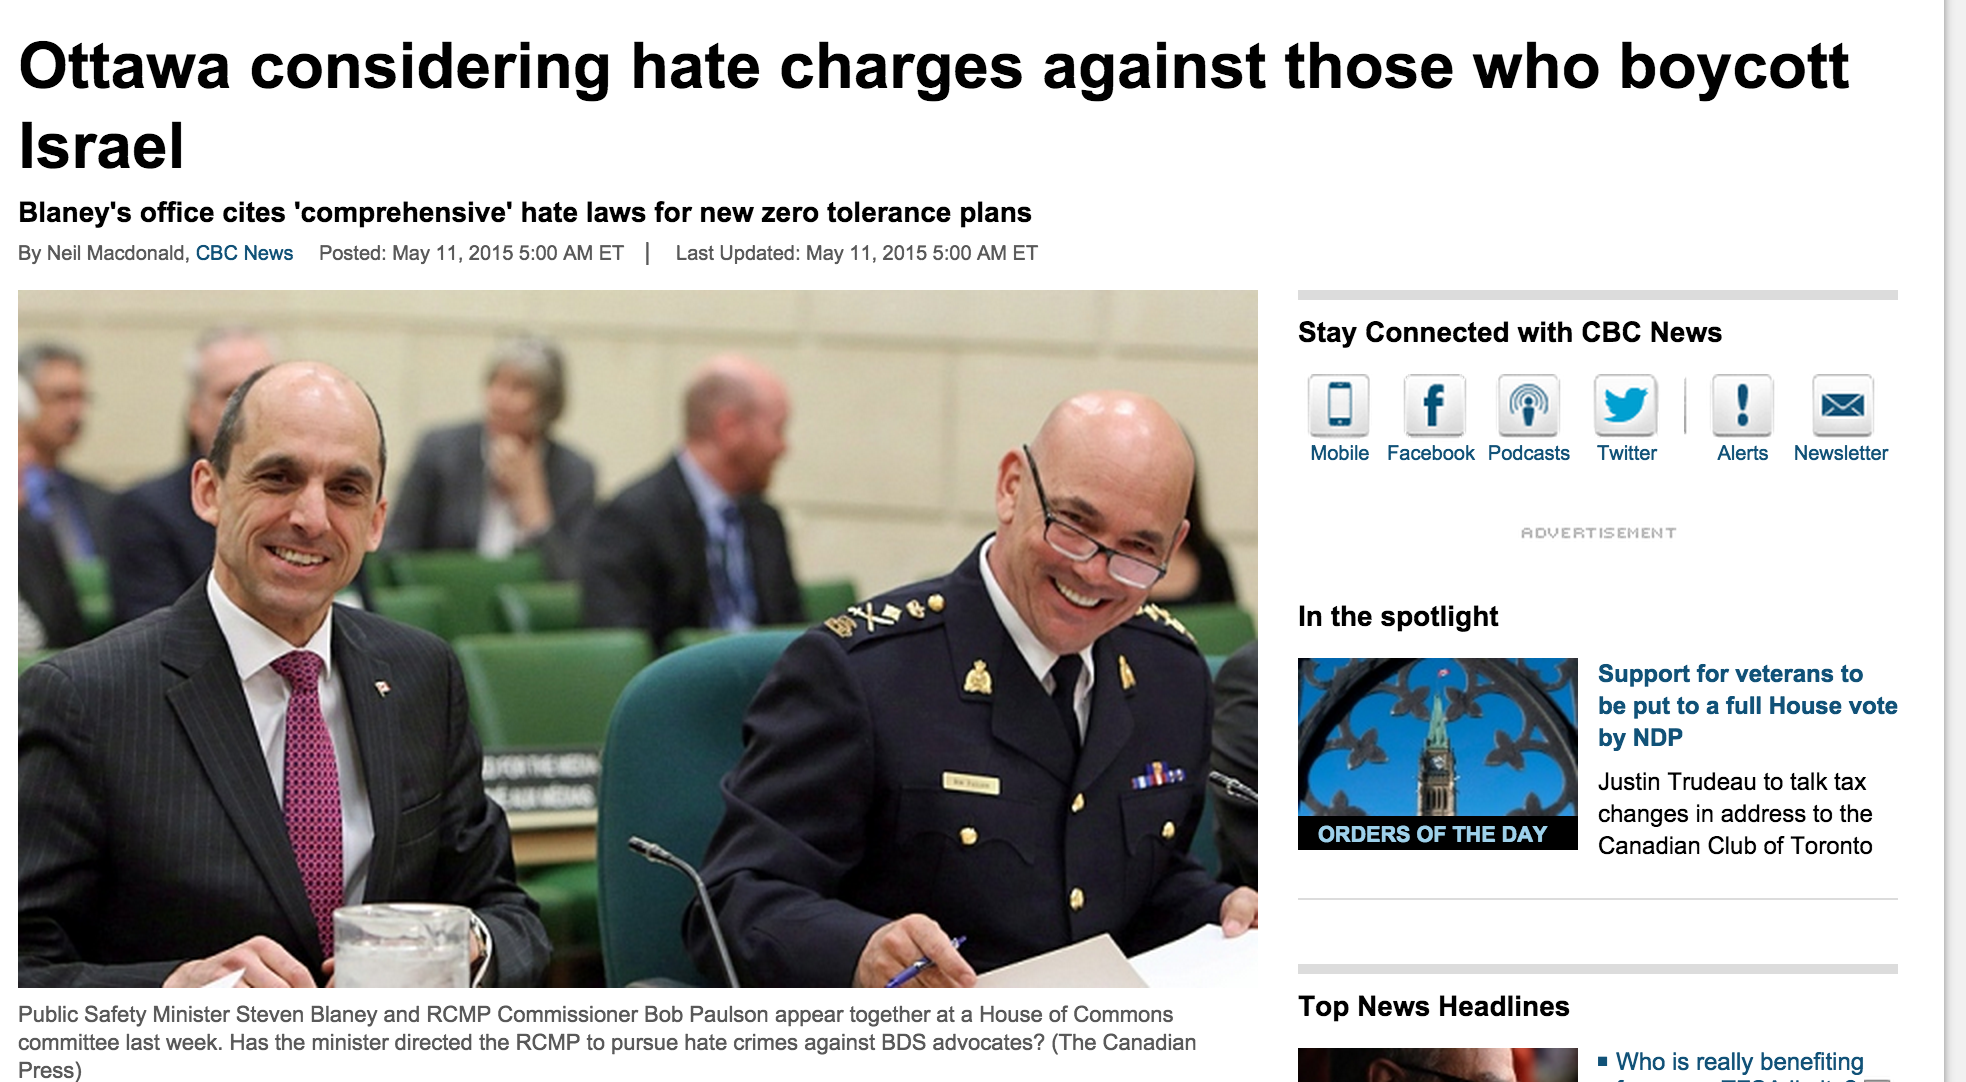 Ottawa considering hate charges against those who boycott
Israel
Blaney's office cites 'comprehensive' hate laws for new zero tolerance plans
By Neil Macdonald, CBC News Posted: May 11, 2015 5:00 AM ET | Last Updated: May 11, 2015 5:00 AM ET
Public Safety Minister Steven Blaney and RCMP Commissioner Bob Paulson appear together at a House of Commons
committee last week. Has the minister directed the RCMP to pursue hate crimes against BDS advocates? (The Canadian
Press)
Stay Connected with CBC News
Mobile Facebook Podcasts Twitter Alerts Newsletter
ADVERTISEMENT
In the spotlight
ORDERS OF THE DAY
Support for veterans to
be put to a full House vote
by NDP
Justin Trudeau to talk tax
changes in address to the
Canadian Club of Toronto
Top News Headlines
Who is really benefiting